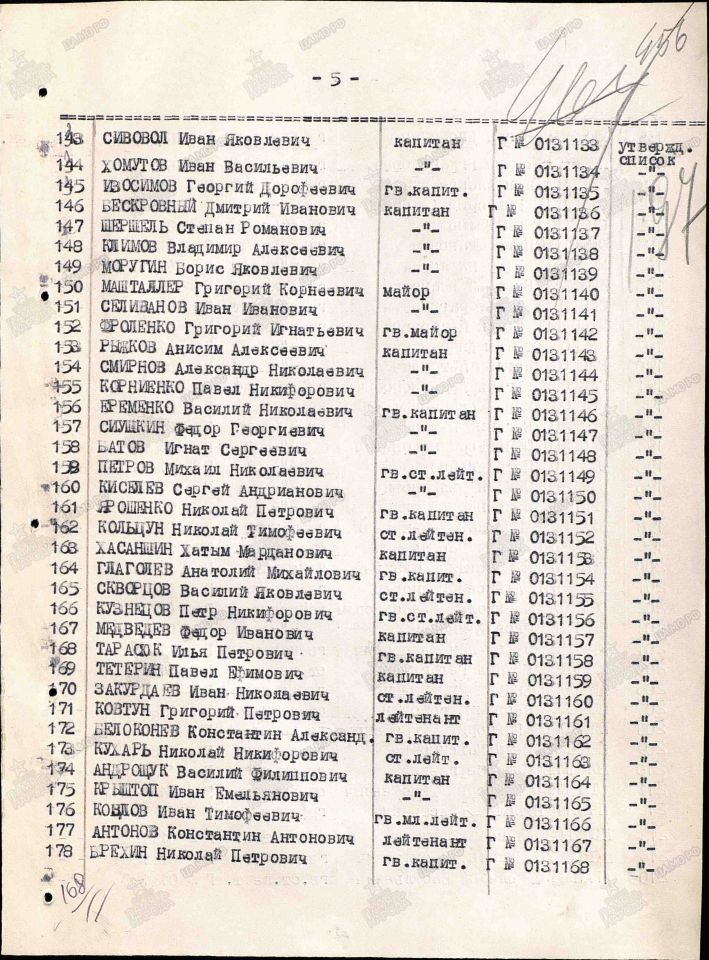 456
- 5 -
143 СИВОВОЛ Иван Яковлевич капитан Г № 0131133 утвержд. список
144 ХОМУТОВ Иван Васильевич -"- Г № 0131134 -"-
145 ИЗОСИМОВ Георгий Дорофеевич гв.капит. Г № 0131135 -"-
146 БЕСКРОВНЫЙ Дмитрий Иванович капитан Г № 0131136 -"-
147 ШЕРШЕЛЬ Степан Романович -"- Г № 0131137 -"-
148 КЛИМОВ Владимир Алексеевич -"- Г № 0131138 -"-
149 МОРУГИН Борис Яковлевич -"- Г № 0131139 -"-
150 МАШТАЛЛЕР Григорий Корнеевич майор Г № 0131140 -"-
151 СЕЛИВАНОВ Иван Иванович -"- Г № 0131141 -"-
152 ФРОЛЕНКО Григорий Игнатьевич гв.майор Г № 0131142 -"-
153 РЫЖКОВ Анисим Алексеевич капитан Г № 0131143 -"-
154 СМИРНОВ Александр Николаевич -"- Г № 0131144 -"-
155 КОРНИЕНКО Павел Никифорович -"- Г № 0131145 -"-
156 ЕРЕМЕНКО Василий Николаевич гв.капитан Г № 0131146 -"-
157 СИУШКИН Федор Георгиевич -"- Г № 0131147 -"-
158 БАТОВ Игнат Сергеевич -"- Г № 0131148 -"-
159 ПЕТРОВ Михаил Николаевич гв.ст.лейт. Г № 0131149 -"-
160 КИСЕЛЕВ Сергей Андрианович -"- Г № 0131150 -"-
161 ЯРОШЕНКО Николай Петрович гв.капитан Г № 0131151 -"-
162 КОЛЬЦУН Николай Тимофеевич ст.лейтен. Г № 0131152 -"-
163 ХАСАНШИН Хатым Марданович капитан Г № 0131153 -"-
164 ГЛАГОЛЕВ Анатолий Михайлович гв.капит. Г № 0131154 -"-
165 СКВОРЦОВ Василий Яковлевич ст.лейтен. Г № 0131155 -"-
166 КУЗНЕЦОВ Петр Никифорович гв.ст.лейт. Г № 0131156 -"-
167 МЕДВЕДЕВ Федор Иванович капитан Г № 0131157 -"-
168 ТАРАСЮК Илья Петрович гв.капитан Г № 0131158 -"-
169 ТЕТЕРИН Павел Ефимович капитан Г № 0131159 -"-
170 ЗАКУРДАЕВ Иван Николаевич ст.лейтен. Г № 0131160 -"-
171 КОВТУН Григорий Петрович лейтенант Г № 0131161 -"-
172 БЕЛОКОНЕВ Константин Александ. гв.капит. Г № 0131162 -"-
173 КУХАРЬ Николай Никифорович ст.лейт. Г № 0131163 -"-
174 АНДРОЩУК Василий Филиппович капитан Г № 0131164 -"-
175 КРЫШТОП Иван Емельянович -"- Г № 0131165 -"-
176 КОЗЛОВ Иван Тимофеевич гв.мл.лейт. Г № 0131166 -"-
177 АНТОНОВ Константин Антонович лейтенант Г № 0131167 -"-
178 БРЕХИН Николай Петрович гв.капит. Г № 0131168 -"-
168/11